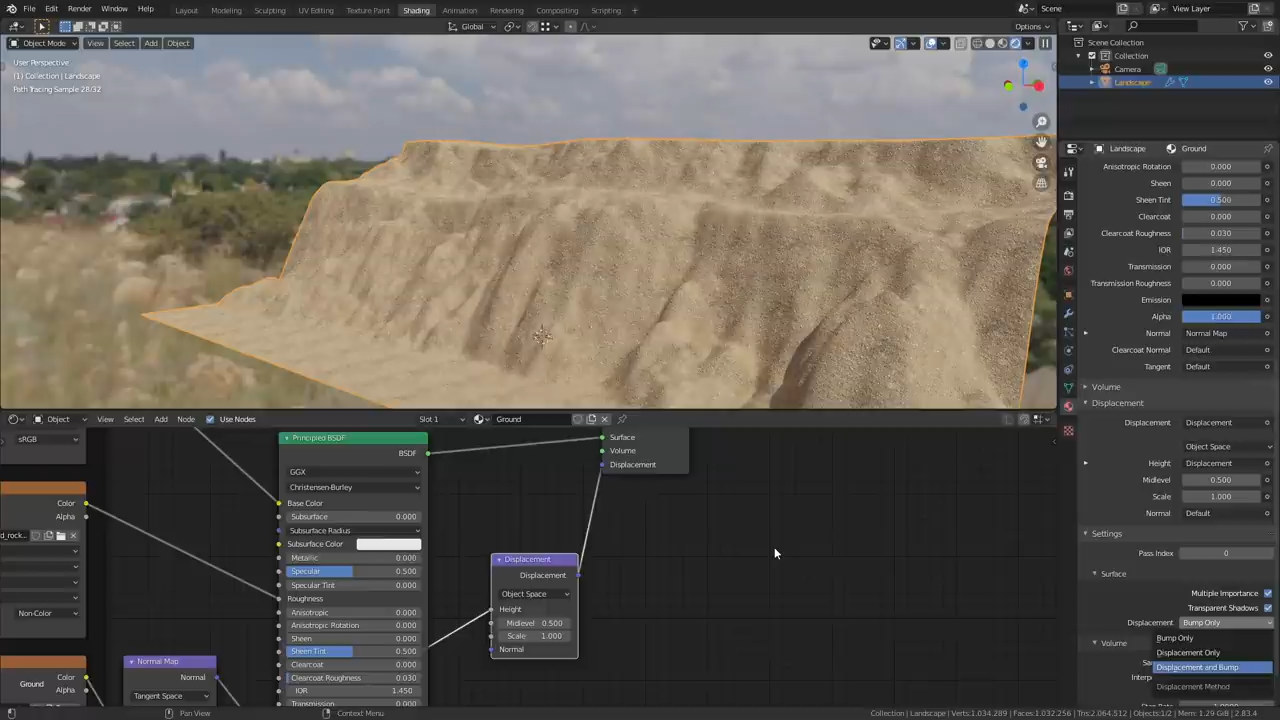 File Edit Render Window Help
Layout Modeling Sculpting UV Editing Texture Paint Shading Animation Rendering Compositing Scripting +
Scene
View Layer
Global
Options
Object Mode View Select Add Object
User Perspective
(1) Collection | Landscape
Path Tracing Sample 28/32
Scene Collection
Collection
Camera
Landscape
Landscape Ground
Anisotropic Rotation 0.000
Sheen 0.000
Sheen Tint 0.500
Clearcoat 0.000
Clearcoat Roughness 0.030
IOR 1.450
Transmission 0.000
Transmission Roughness 0.000
Emission
Alpha 1.000
Normal Normal Map
Clearcoat Normal Default
Tangent Default
Volume
Displacement
Displacement Displacement
Object Space
Height Displacement
Midlevel 0.500
Scale 1.000
Normal Default
Settings
Pass Index 0
Surface
Multiple Importance
Transparent Shadows
Displacement Bump Only
Bump Only
Displacement Only
Displacement and Bump
Displacement Method
Volume
Object View Select Add Node Use Nodes Slot 1 Ground
sRGB
Color
Alpha
d_rock...
Non-Color
Ground
Color
Alpha
Normal Map
Normal
Tangent Space
Principled BSDF
BSDF
GGX
Christensen-Burley
Base Color
Subsurface 0.000
Subsurface Radius
Subsurface Color
Metallic 0.000
Specular 0.500
Specular Tint 0.000
Roughness
Anisotropic 0.000
Anisotropic Rotation 0.000
Sheen 0.000
Sheen Tint 0.500
Clearcoat 0.000
Clearcoat Roughness 0.030
IOR 1.450
Transmission 0.000
Displacement
Displacement
Object Space
Height
Midlevel 0.500
Scale 1.000
Normal
Surface
Volume
Displacement
Pan View
Context Menu
Collection | Landscape | Verts:1.034.289 | Faces:1.032.256 | Tris:2.064.512 | Objects:1/2 | Mem: 1.29 GiB | 2.83.4